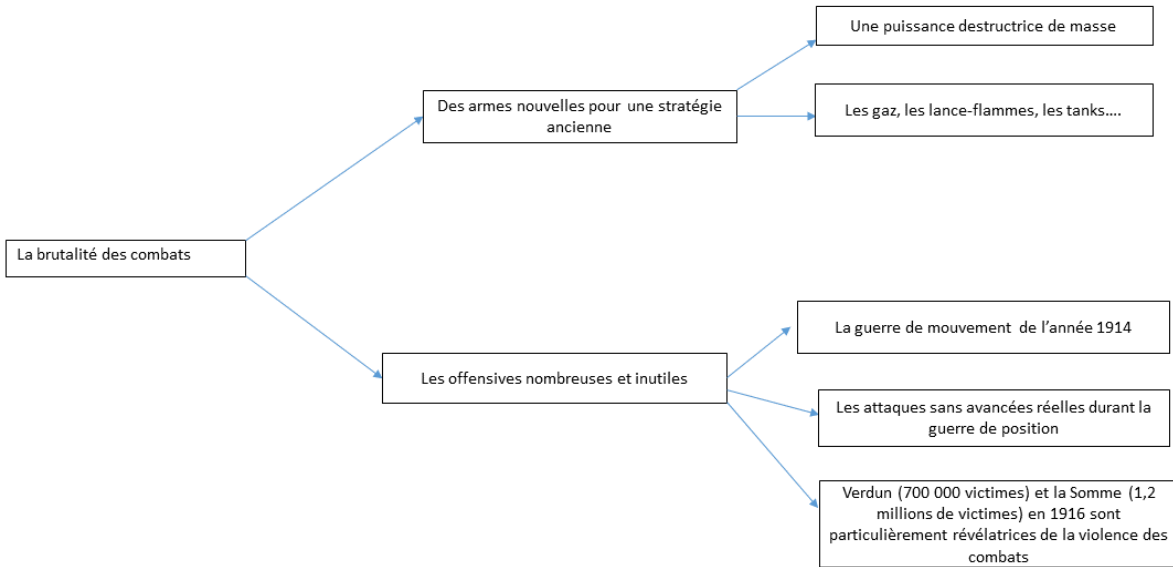 Une puissance destructrice de masse
Des armes nouvelles pour une stratégie
ancienne
Les gaz, les lance-flammes, les tanks....
La brutalité des combats
La guerre de mouvement de l’année 1914
Les offensives nombreuses et inutiles
Les attaques sans avancées réelles durant la
guerre de position
Verdun (700 000 victimes) et la Somme (1,2
millions de victimes) en 1916 sont
particulièrement révélatrices de la violence des
combats